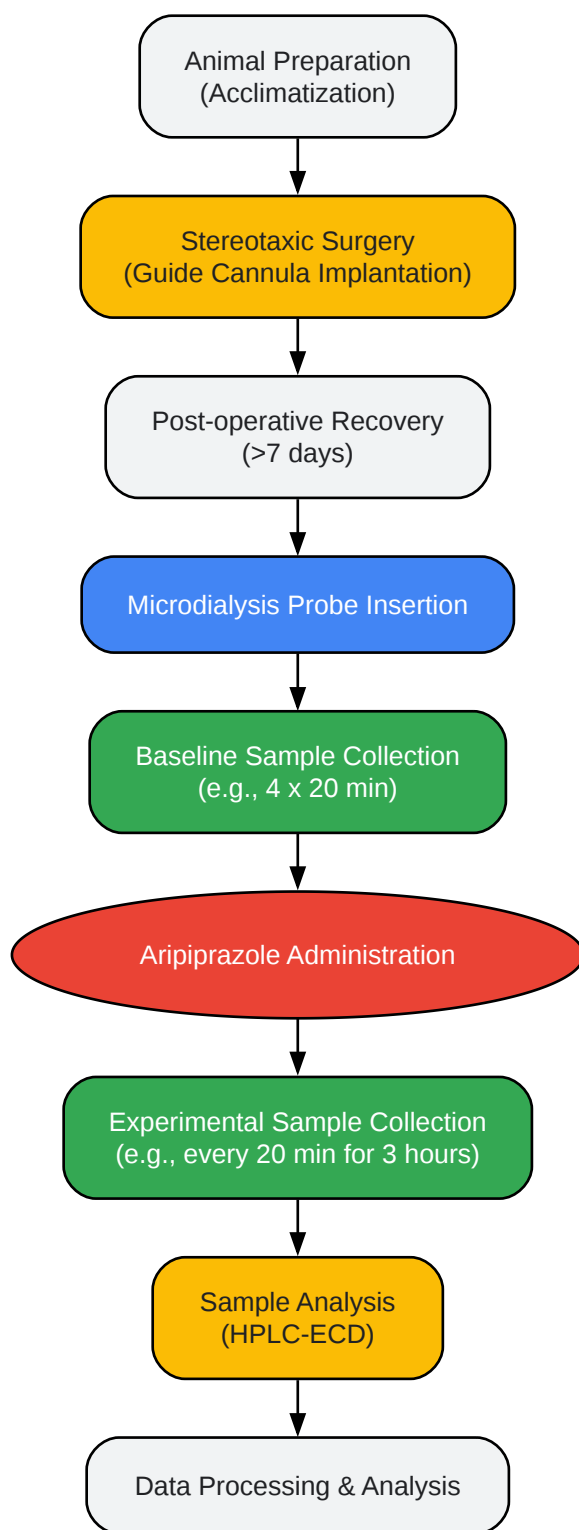 Animal Preparation
(Acclimatization)
Stereotaxic Surgery
(Guide Cannula Implantation)
Post-operative Recovery
(>7 days)
Microdialysis Probe Insertion
Baseline Sample Collection
(e.g., 4 x 20 min)
Aripiprazole Administration
Experimental Sample Collection
(e.g., every 20 min for 3 hours)
Sample Analysis
(HPLC-ECD)
Data Processing & Analysis